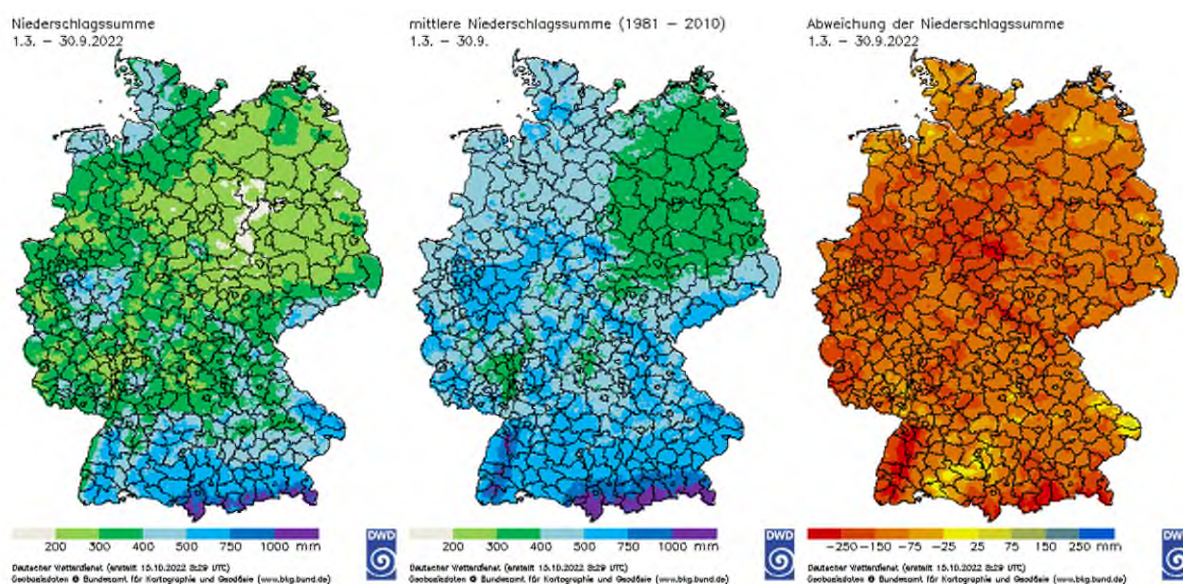 Niederschlagssumme
1.3. – 30.9.2022
200 300 400 500 750 1000 mm
DWD
Deutscher Wetterdienst (erstellt 15.10.2022 8:29 UTC)
Geobasisdaten © Bundesamt für Kartographie und Geodäsie (www.bkg.bund.de)
mittlere Niederschlagssumme (1981 – 2010)
1.3. – 30.9.
200 300 400 500 750 1000 mm
DWD
Deutscher Wetterdienst (erstellt 15.10.2022 8:29 UTC)
Geobasisdaten © Bundesamt für Kartographie und Geodäsie (www.bkg.bund.de)
Abweichung der Niederschlagssumme
1.3. – 30.9.2022
−250 −150 −75 −25 25 75 150 250 mm
DWD
Deutscher Wetterdienst (erstellt 15.10.2022 8:29 UTC)
Geobasisdaten © Bundesamt für Kartographie und Geodäsie (www.bkg.bund.de)